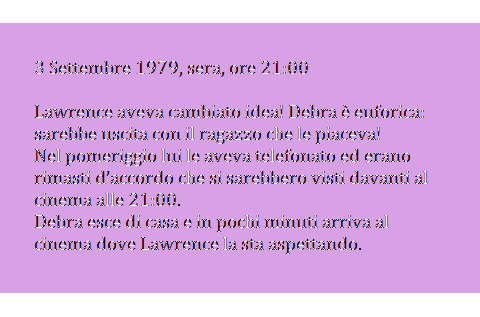 3 Settembre 1979, sera, ore 21:00
Lawrence aveva cambiato idea! Debra è euforica:
sarebbe uscita con il ragazzo che le piaceva!
Nel pomeriggio lui le aveva telefonato ed erano
rimasti d'accordo che si sarebbero visti davanti al
cinema alle 21:00.
Debra esce di casa e in pochi minuti arriva al
cinema dove Lawrence la sta aspettando.